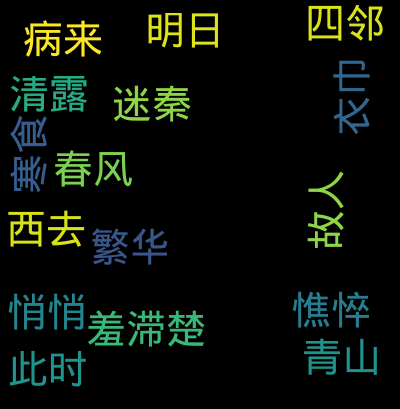 病来
明日
四邻
清露
迷秦
衣巾
寒食
春风
故人
西去
繁华
悄悄
羞滞楚
憔悴
此时
青山